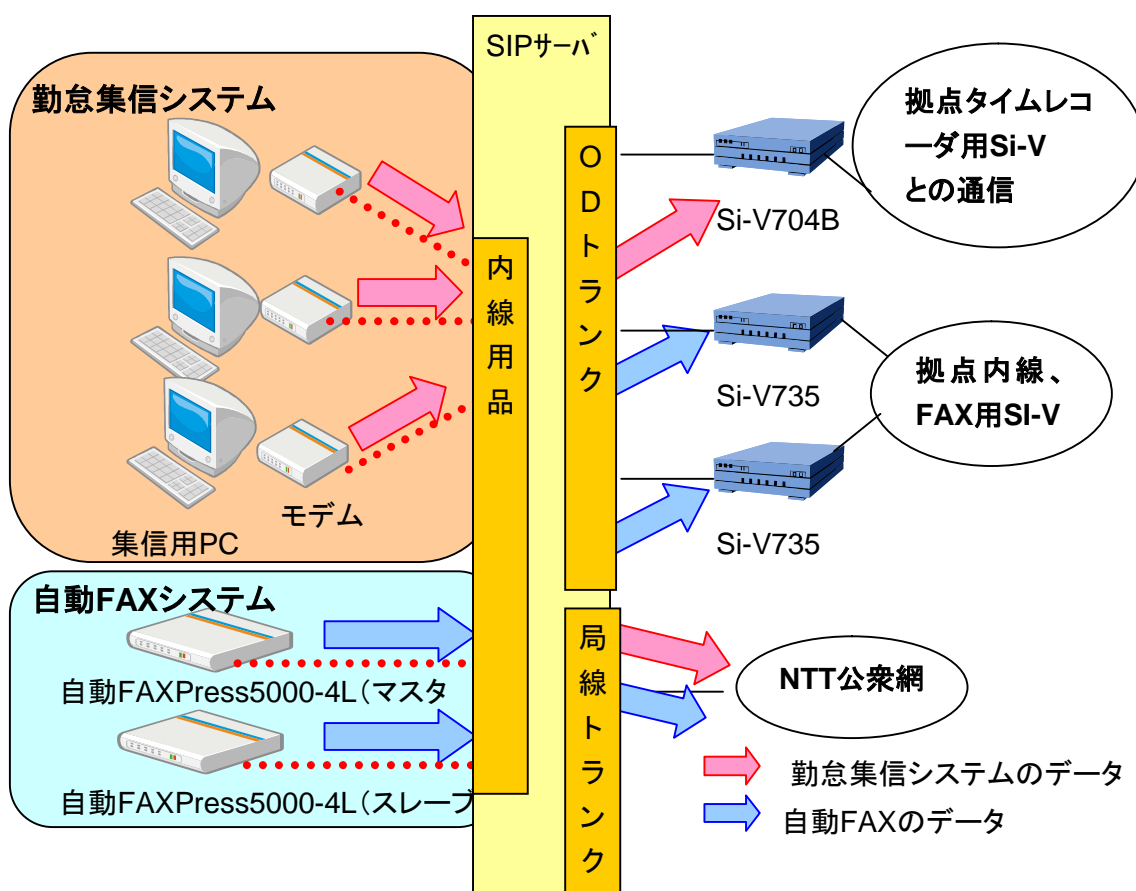 SIPサーバ
勤怠集信システム
モデム
集信用PC
自動FAXシステム
自動FAXPress5000-4L（マスタ
自動FAXPress5000-4L（スレーブ
内線用品
ODトランク
局線トランク
Si-V704B
Si-V735
Si-V735
拠点タイムレコ
ーダ用Si-V
との通信
拠点内線、
FAX用SI-V
NTT公衆網
勤怠集信システムのデータ
自動FAXのデータ